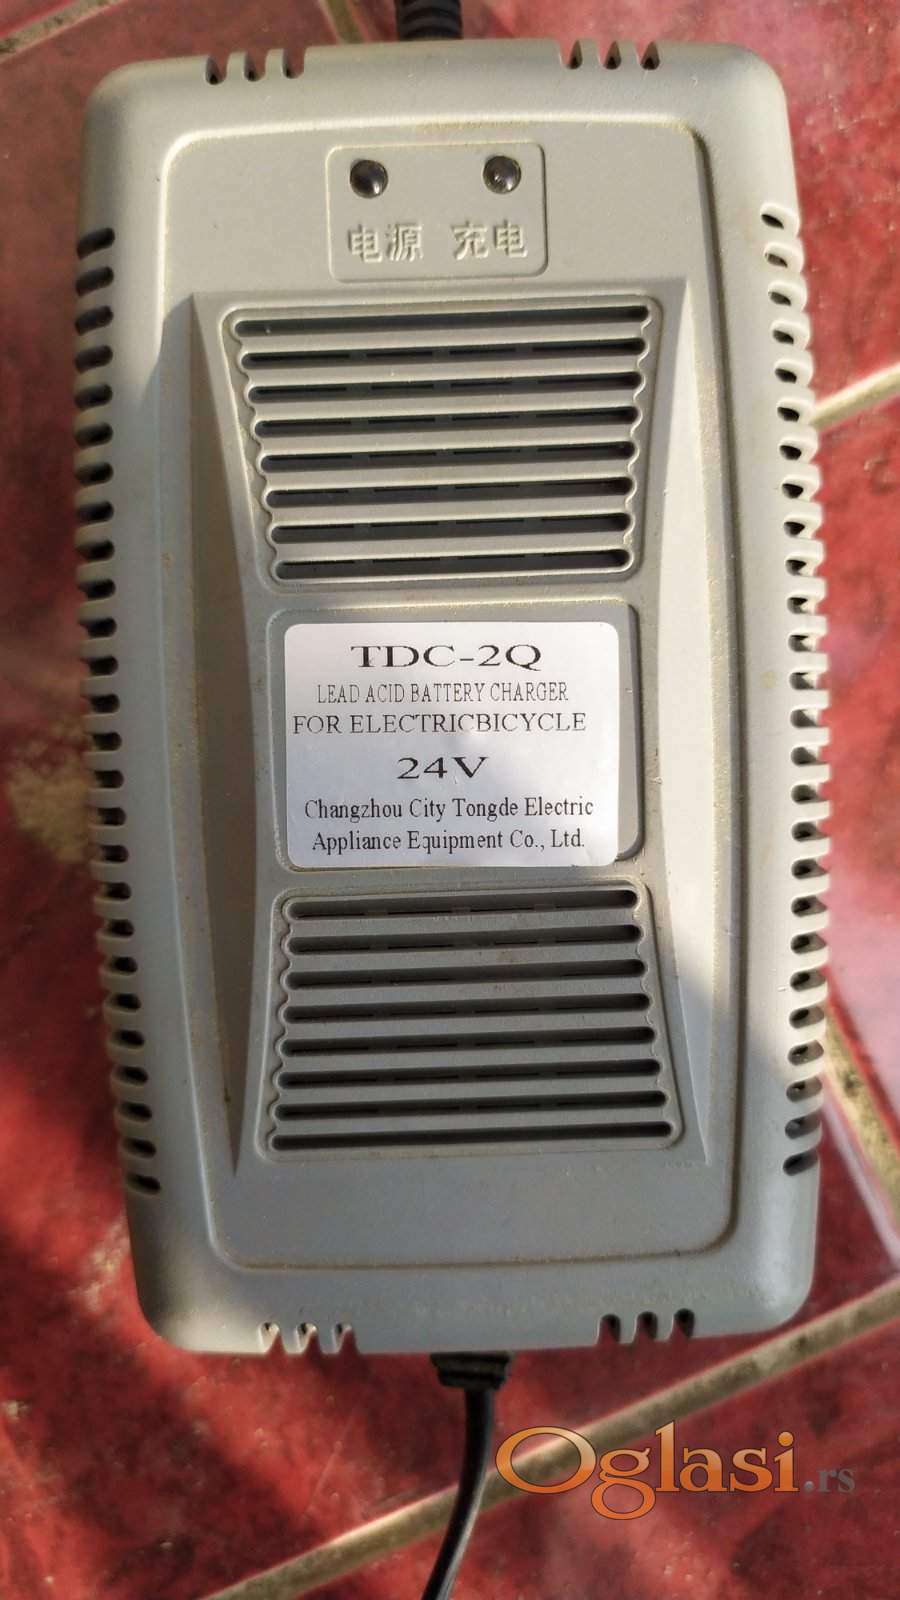 电源 充电
TDC-2Q
LEAD ACID BATTERY CHARGER
FOR ELECTRICBICYCLE
24V
Changzhou City Tongde Electric
Appliance Equipment Co., Ltd.
Oglasi.rs